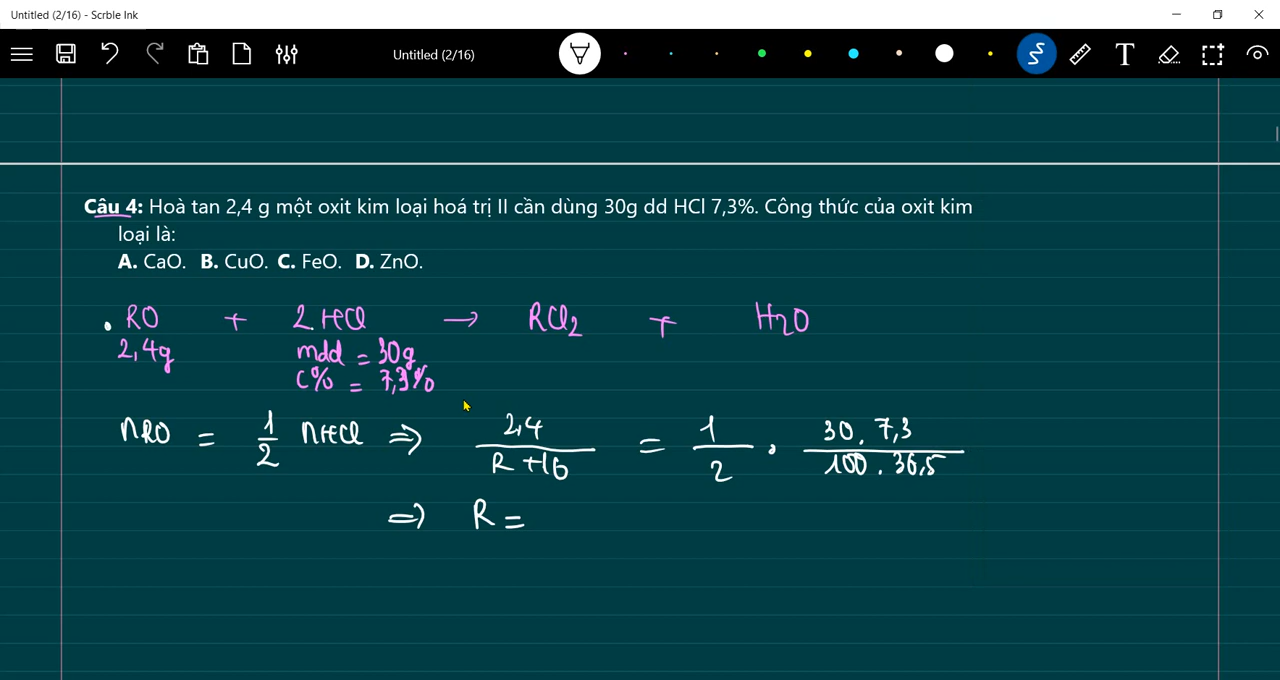 Untitled (2/16) - Scrble Ink
Untitled (2/16)
T
Câu 4: Hoà tan 2,4 g một oxit kim loại hoá trị II cần dùng 30g dd HCl 7,3%. Công thức của oxit kim
loại là:
A. CaO. B. CuO. C. FeO. D. ZnO.
. RO + 2.HCl → RCl₂ + H₂O
2,4g mdd = 30g
C% = 7,3%
nRO = 1/2 nHCl ⇒ 2,4/(R+16) = 1/2 . (30.7,3)/(100.36,5)
⇒ R =